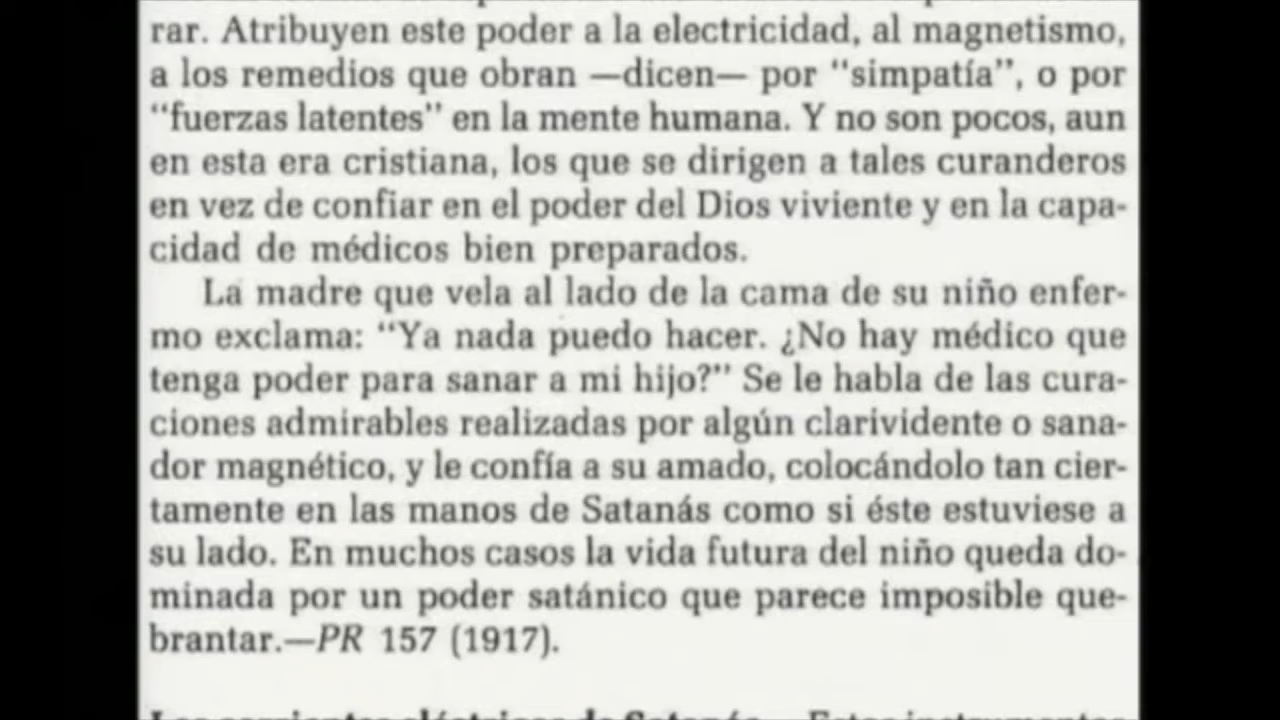 rar. Atribuyen este poder a la electricidad, al magnetismo,
a los remedios que obran —dicen— por “simpatía”, o por
“fuerzas latentes” en la mente humana. Y no son pocos, aun
en esta era cristiana, los que se dirigen a tales curanderos
en vez de confiar en el poder del Dios viviente y en la capa-
cidad de médicos bien preparados.
La madre que vela al lado de la cama de su niño enfer-
mo exclama: “Ya nada puedo hacer. ¿No hay médico que
tenga poder para sanar a mi hijo?” Se le habla de las cura-
ciones admirables realizadas por algún clarividente o sana-
dor magnético, y le confía a su amado, colocándolo tan cier-
tamente en las manos de Satanás como si éste estuviese a
su lado. En muchos casos la vida futura del niño queda do-
minada por un poder satánico que parece imposible que-
brantar.—PR 157 (1917).